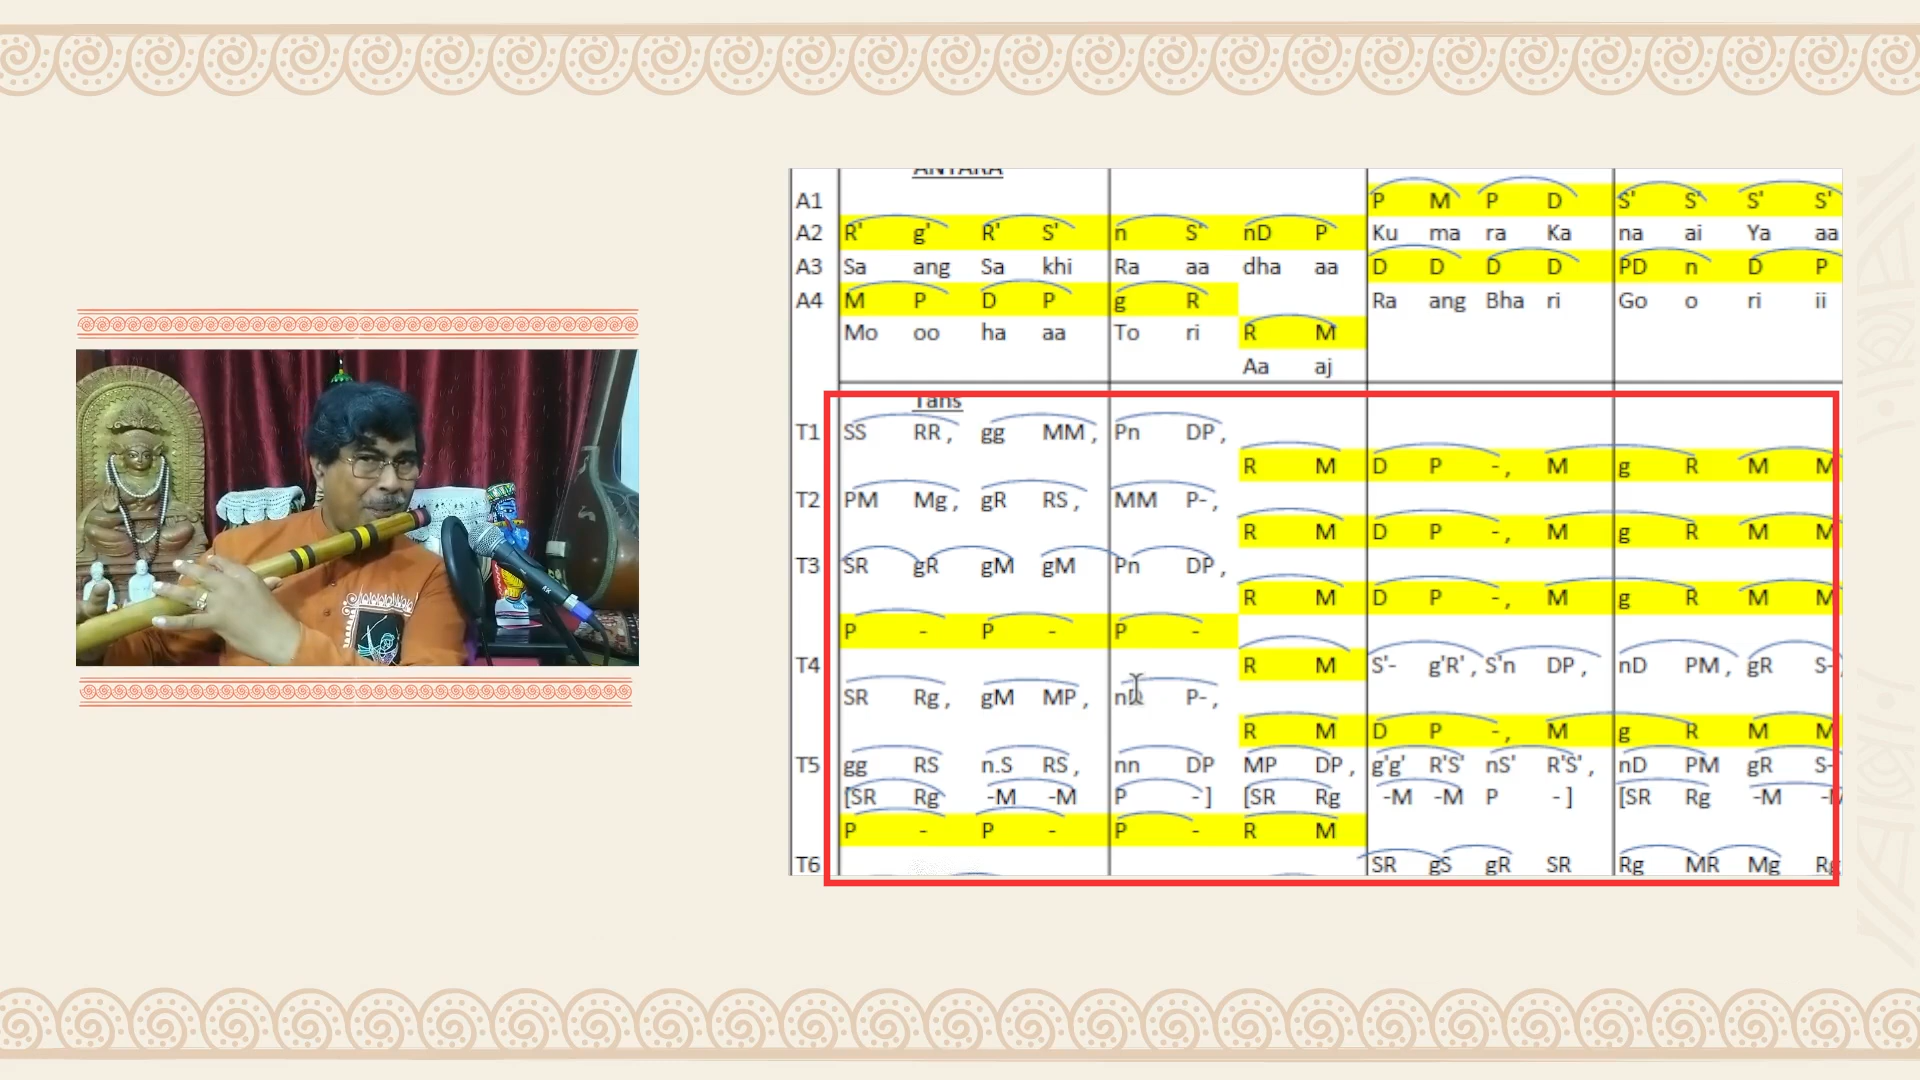 ANTARA
A1 P M P D S' S' S' S'
A2 R' g' R' S' n S' nD P Ku ma ra Ka na ai Ya aa
A3 Sa ang Sa khi Ra aa dha aa D D D D PD n D P
A4 M P D P g R Ra ang Bha ri Go o ri ii
Mo oo ha aa To ri R M
Aa aj
Tans
T1 SS RR, gg MM, Pn DP,
R M D P -, M g R M M
T2 PM Mg, gR RS, MM P-,
R M D P -, M g R M M
T3 SR gR gM gM Pn DP,
R M D P -, M g R M M
P - P - P -
T4 R M S'- g'R', S'n DP, nD PM, gR S-
SR Rg, gM MP, nD P-,
R M D P -, M g R M M
T5 gg RS n.S RS, nn DP MP DP, g'g' R'S' nS' R'S', nD PM gR S-
[SR Rg -M -M P -] [SR Rg -M -M P -] [SR Rg -M -M
P - P - P - R M
T6 SR gS gR SR Rg MR Mg Rg